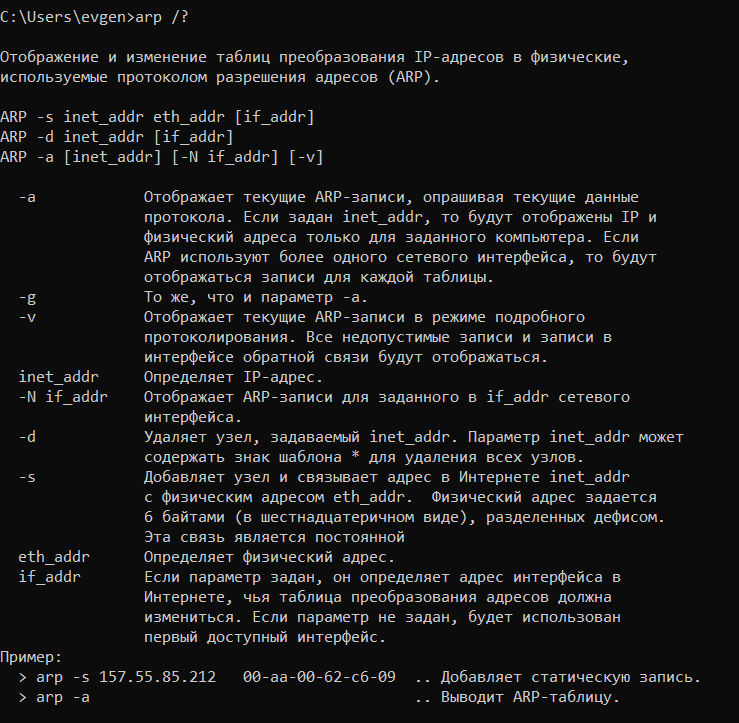 C:\Users\evgen>arp /?
Отображение и изменение таблиц преобразования IP-адресов в физические,
используемые протоколом разрешения адресов (ARP).
ARP -s inet_addr eth_addr [if_addr]
ARP -d inet_addr [if_addr]
ARP -a [inet_addr] [-N if_addr] [-v]
-a Отображает текущие ARP-записи, опрашивая текущие данные
протокола. Если задан inet_addr, то будут отображены IP и
физический адреса только для заданного компьютера. Если
ARP используют более одного сетевого интерфейса, то будут
отображаться записи для каждой таблицы.
-g То же, что и параметр -a.
-v Отображает текущие ARP-записи в режиме подробного
протоколирования. Все недопустимые записи и записи в
интерфейсе обратной связи будут отображаться.
inet_addr Определяет IP-адрес.
-N if_addr Отображает ARP-записи для заданного в if_addr сетевого
интерфейса.
-d Удаляет узел, задаваемый inet_addr. Параметр inet_addr может
содержать знак шаблона * для удаления всех узлов.
-s Добавляет узел и связывает адрес в Интернете inet_addr
с физическим адресом eth_addr.  Физический адрес задается
6 байтами (в шестнадцатеричном виде), разделенных дефисом.
Эта связь является постоянной
eth_addr Определяет физический адрес.
if_addr Если параметр задан, он определяет адрес интерфейса в
Интернете, чья таблица преобразования адресов должна
измениться. Если параметр не задан, будет использован
первый доступный интерфейс.
Пример:
> arp -s 157.55.85.212   00-aa-00-62-c6-09  .. Добавляет статическую запись.
> arp -a .. Выводит ARP-таблицу.